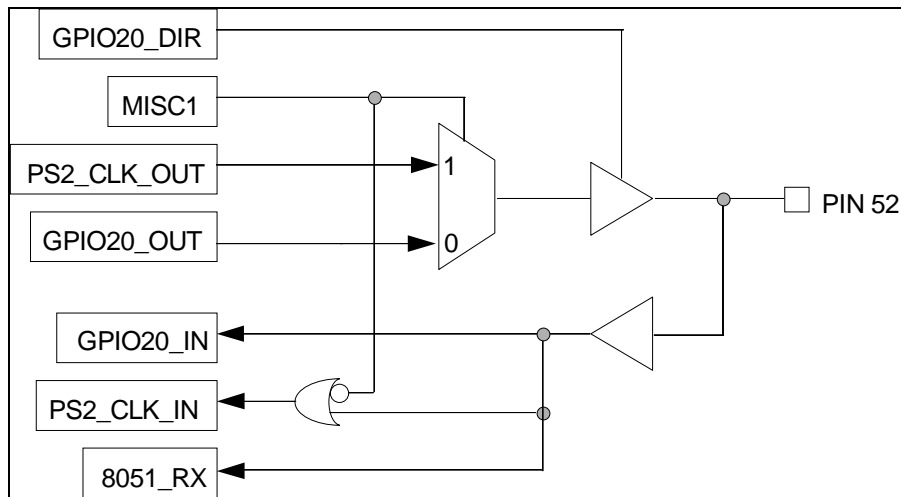 GPIO20_DIR
MISC1
PS2_CLK_OUT
1
PIN 52
GPIO20_OUT
0
GPIO20_IN
PS2_CLK_IN
8051_RX